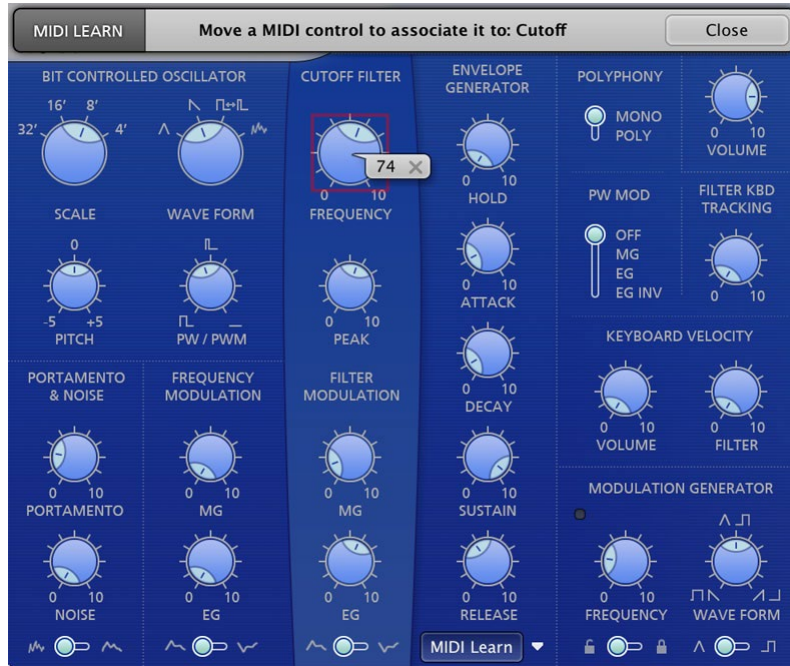 MIDI LEARN
Move a MIDI control to associate it to: Cutoff
Close
BIT CONTROLLED OSCILLATOR
32'
16'
8'
4'
SCALE
WAVE FORM
0
-5
+5
PITCH
PW / PWM
CUTOFF FILTER
74
0
10
FREQUENCY
0
10
PEAK
ENVELOPE
GENERATOR
0
10
HOLD
0
10
ATTACK
0
10
DECAY
0
10
SUSTAIN
0
10
RELEASE
POLYPHONY
MONO
POLY
0
10
VOLUME
PW MOD
OFF
MG
EG
EG INV
FILTER KBD
TRACKING
0
10
KEYBOARD VELOCITY
0
10
VOLUME
0
10
FILTER
PORTAMENTO
& NOISE
0
10
PORTAMENTO
0
10
NOISE
FREQUENCY
MODULATION
0
10
MG
0
10
EG
FILTER
MODULATION
0
10
MG
0
10
EG
MODULATION GENERATOR
0
10
FREQUENCY
WAVE FORM
MIDI Learn